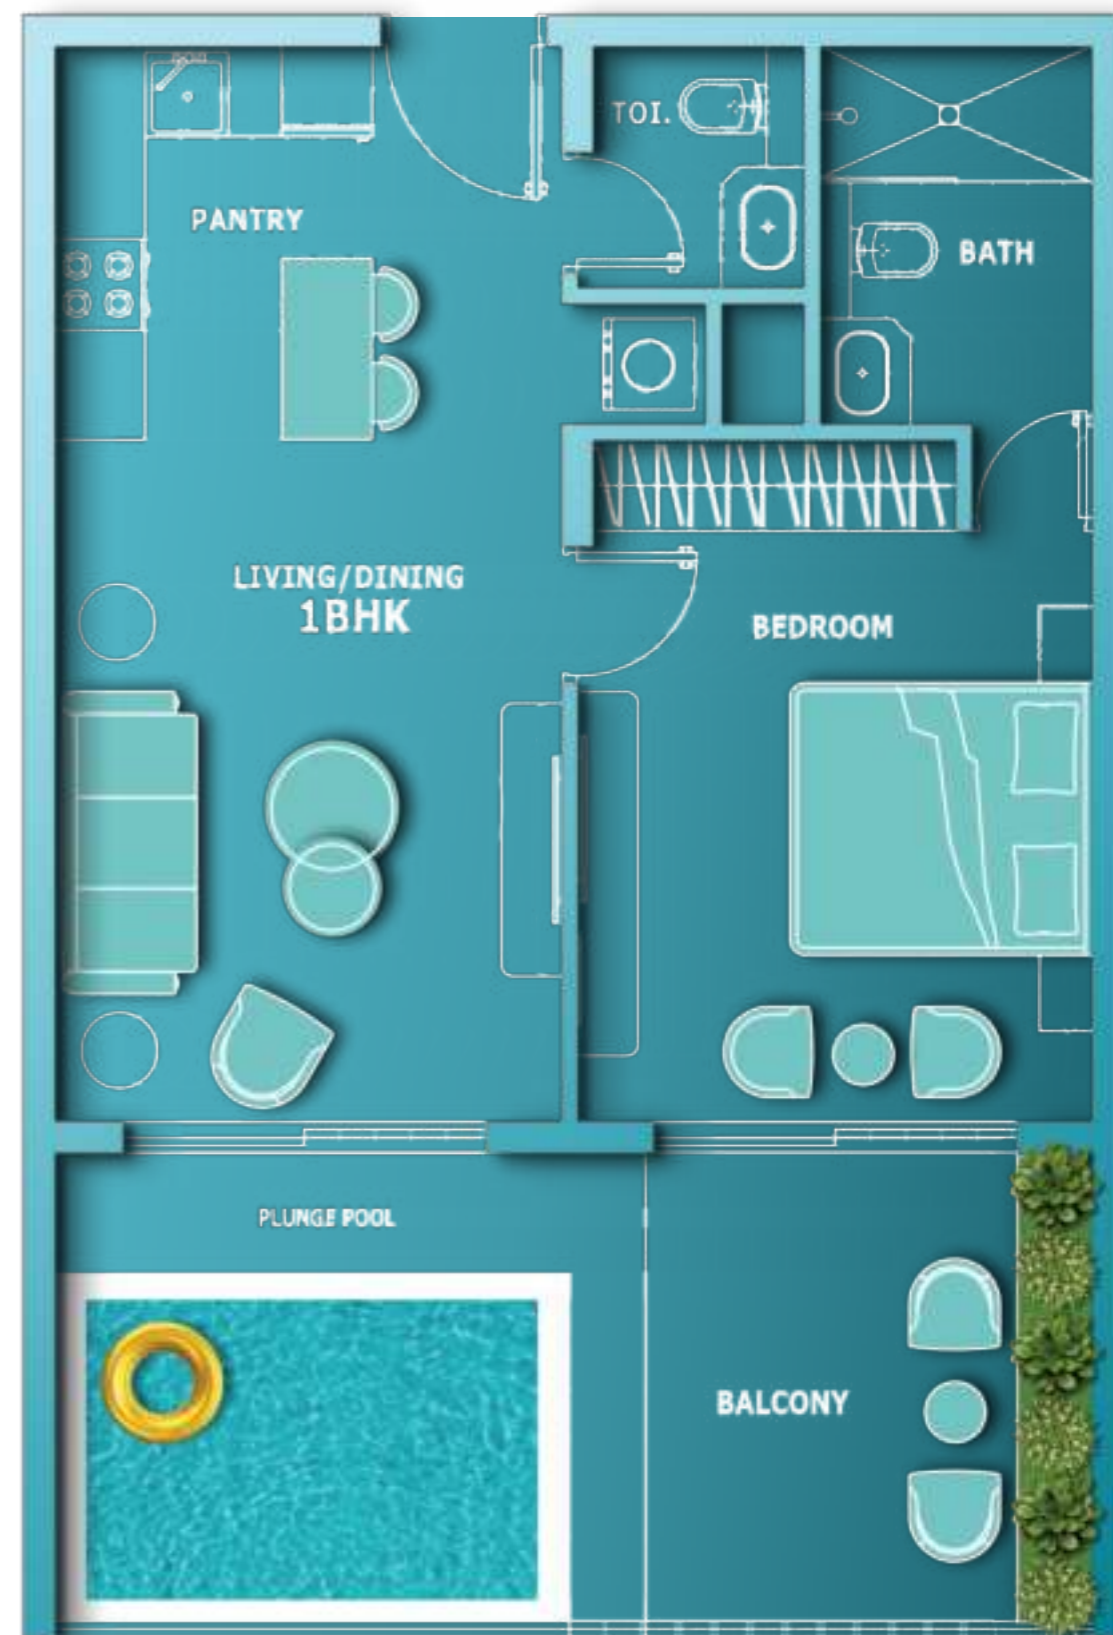 TOI.
PANTRY
BATH
LIVING/DINING
1BHK
BEDROOM
PLUNGE POOL
BALCONY